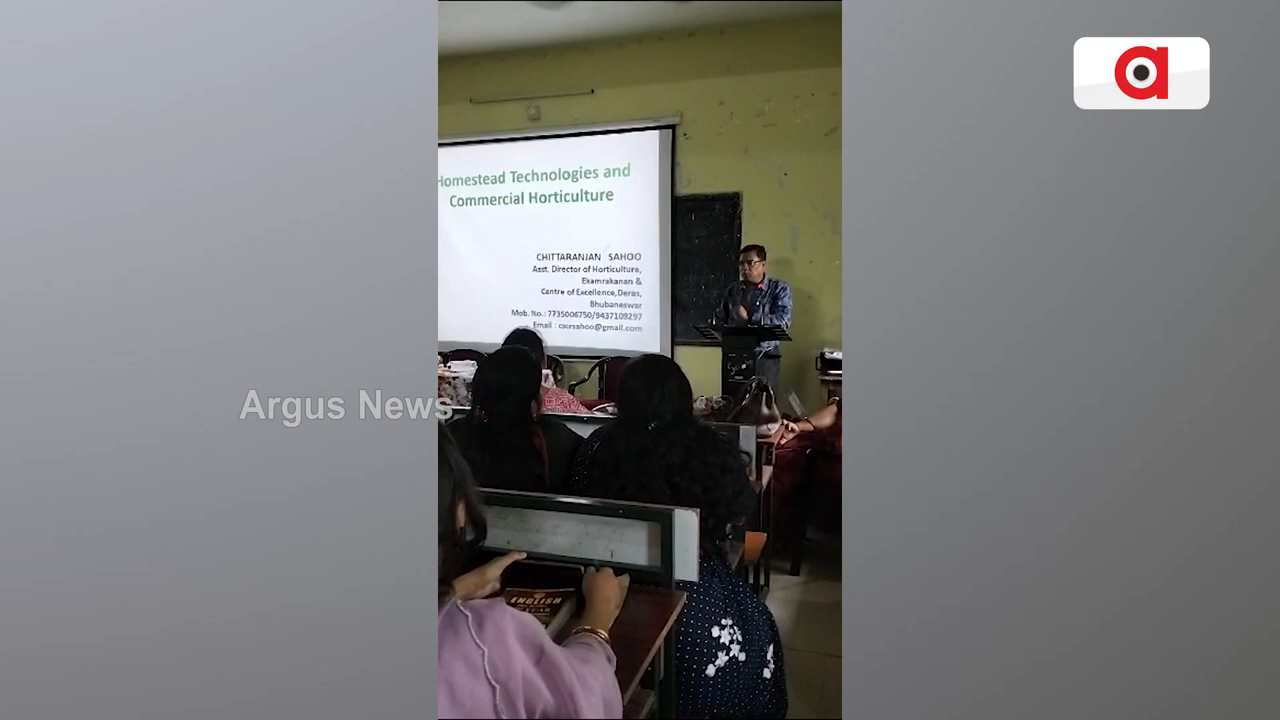 Homestead Technologies and
Commercial Horticulture
CHITTARANJAN SAHOO
Asst. Director of Horticulture,
Ekamrakanan &
Centre of Excellence,Deras,
Bhubaneswar
Mob. No.: 7735006750/9437109297
Email : cscrsahoo@gmail.com
Argus News
ENGLISH
YEAR